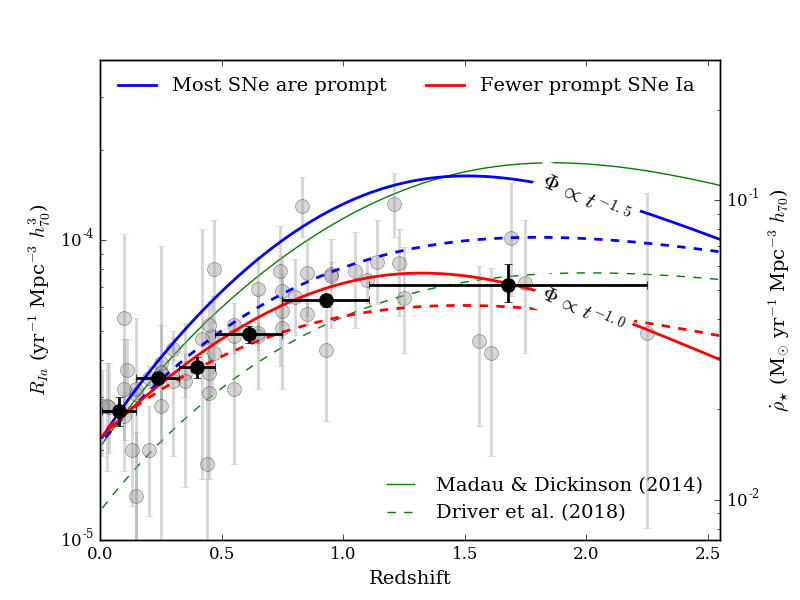 Most SNe are prompt
Fewer prompt SNe Ia
Φ ∝ t^−1.5
Φ ∝ t^−1.0
Madau & Dickinson (2014)
Driver et al. (2018)
R_Ia (yr^−1 Mpc^−3 h_70^3)
10^−4
10^−5
ρ̇_⋆ (M_⊙ yr^−1 Mpc^−3 h_70)
10^−1
10^−2
0.0 0.5 1.0 1.5 2.0 2.5
Redshift